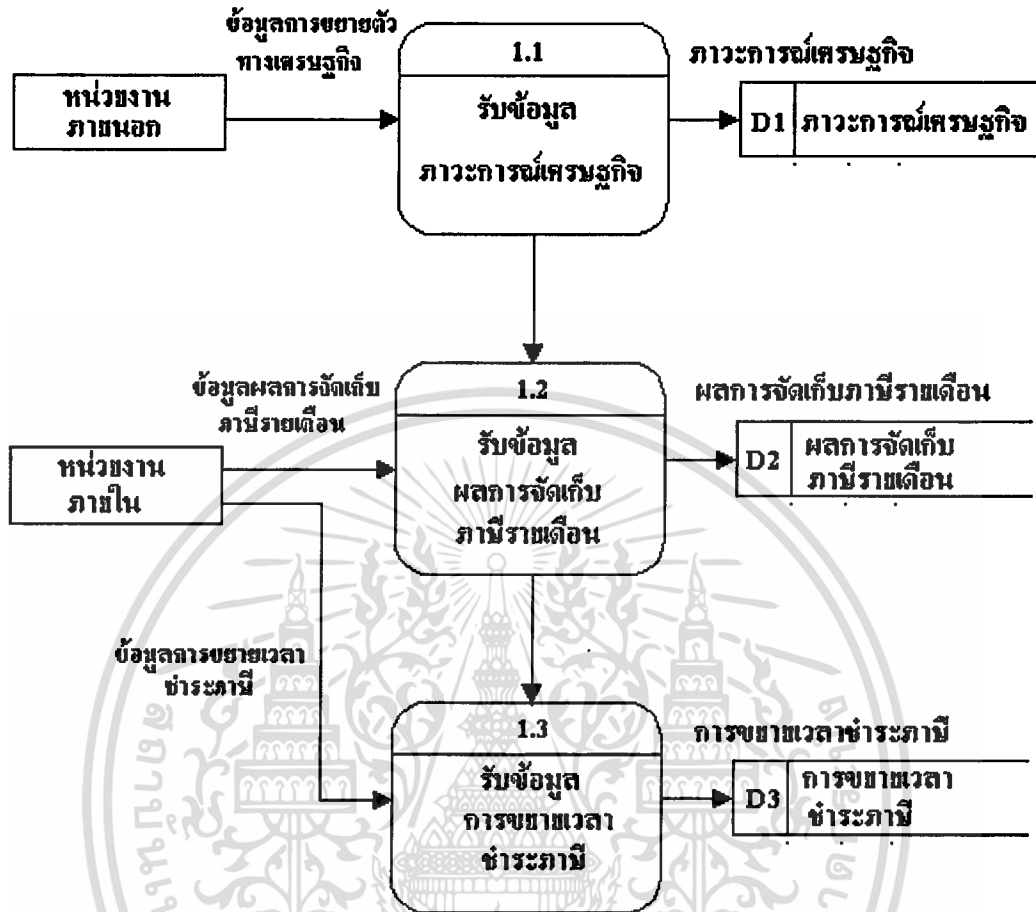 ข้อมูลการขยายตัว
ทางเศรษฐกิจ
หน่วยงาน
ภายนอก
1.1
รับข้อมูล
ภาวะการณ์เศรษฐกิจ
ภาวะการณ์เศรษฐกิจ
D1 ภาวะการณ์เศรษฐกิจ
ข้อมูลผลการจัดเก็บ
ภาษีรายเดือน
หน่วยงาน
ภายใน
1.2
รับข้อมูล
ผลการจัดเก็บ
ภาษีรายเดือน
ผลการจัดเก็บภาษีรายเดือน
D2 ผลการจัดเก็บ
ภาษีรายเดือน
ข้อมูลการขยายเวลา
ชำระภาษี
1.3
รับข้อมูล
การขยายเวลา
ชำระภาษี
การขยายเวลาชำระภาษี
D3 การขยายเวลา
ชำระภาษี